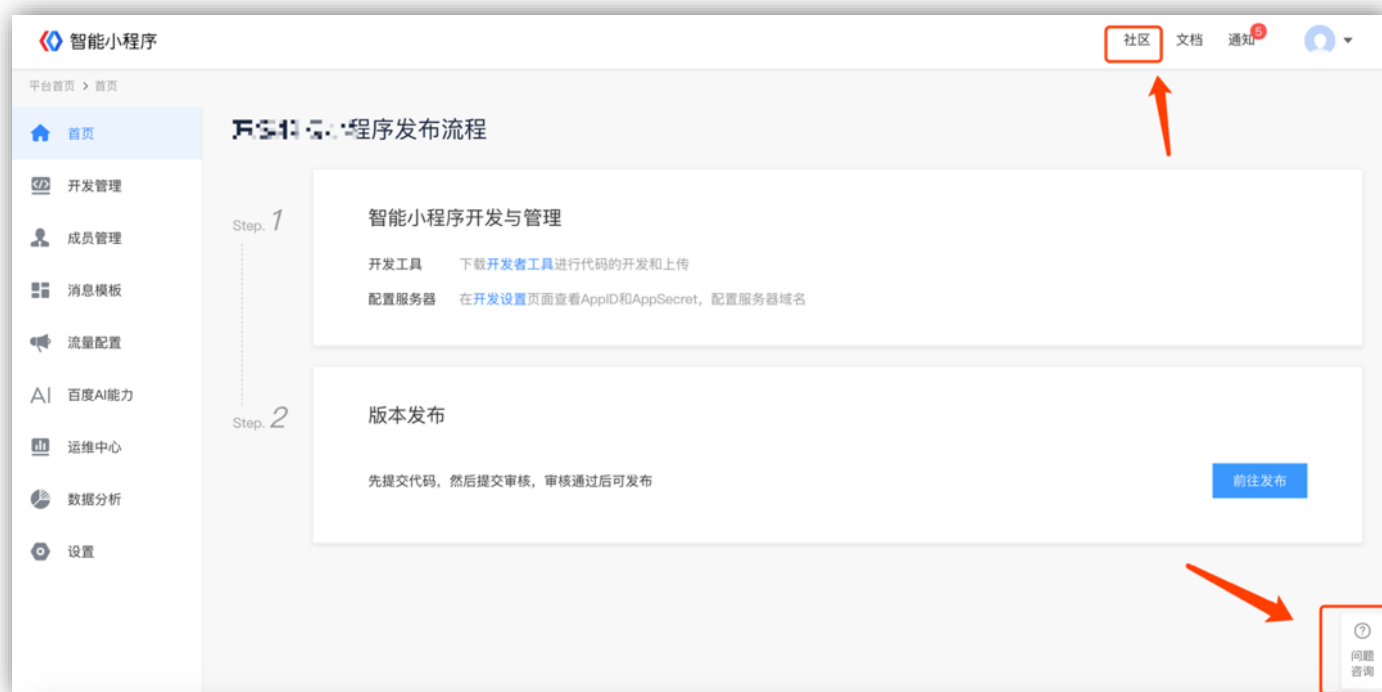 智能小程序
社区 文档 通知 5
平台首页 > 首页
首页
开发管理
成员管理
消息模板
流量配置
AI 百度AI能力
运维中心
数据分析
设置
程序发布流程
Step. 1
智能小程序开发与管理
开发工具 下载开发者工具进行代码的开发和上传
配置服务器 在开发设置页面查看AppID和AppSecret，配置服务器域名
Step. 2
版本发布
先提交代码，然后提交审核，审核通过后可发布
前往发布
问题
咨询